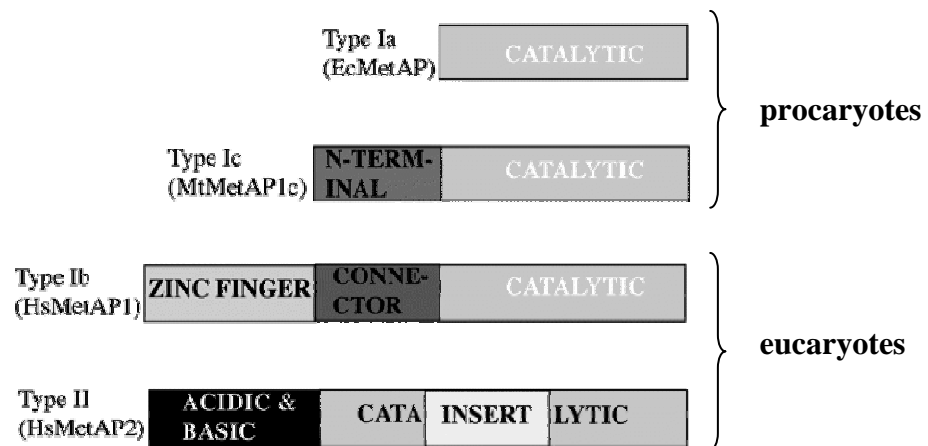 Type Ia
(EcMetAP)
CATALYTIC
procaryotes
Type Ic
(MtMetAP1c)
N-TERM-
INAL
CATALYTIC
Type Ib
(HsMetAP1)
ZINC FINGER
CONNE-
CTOR
CATALYTIC
eucaryotes
Type II
(HsMetAP2)
ACIDIC &
BASIC
CATA INSERT LYTIC